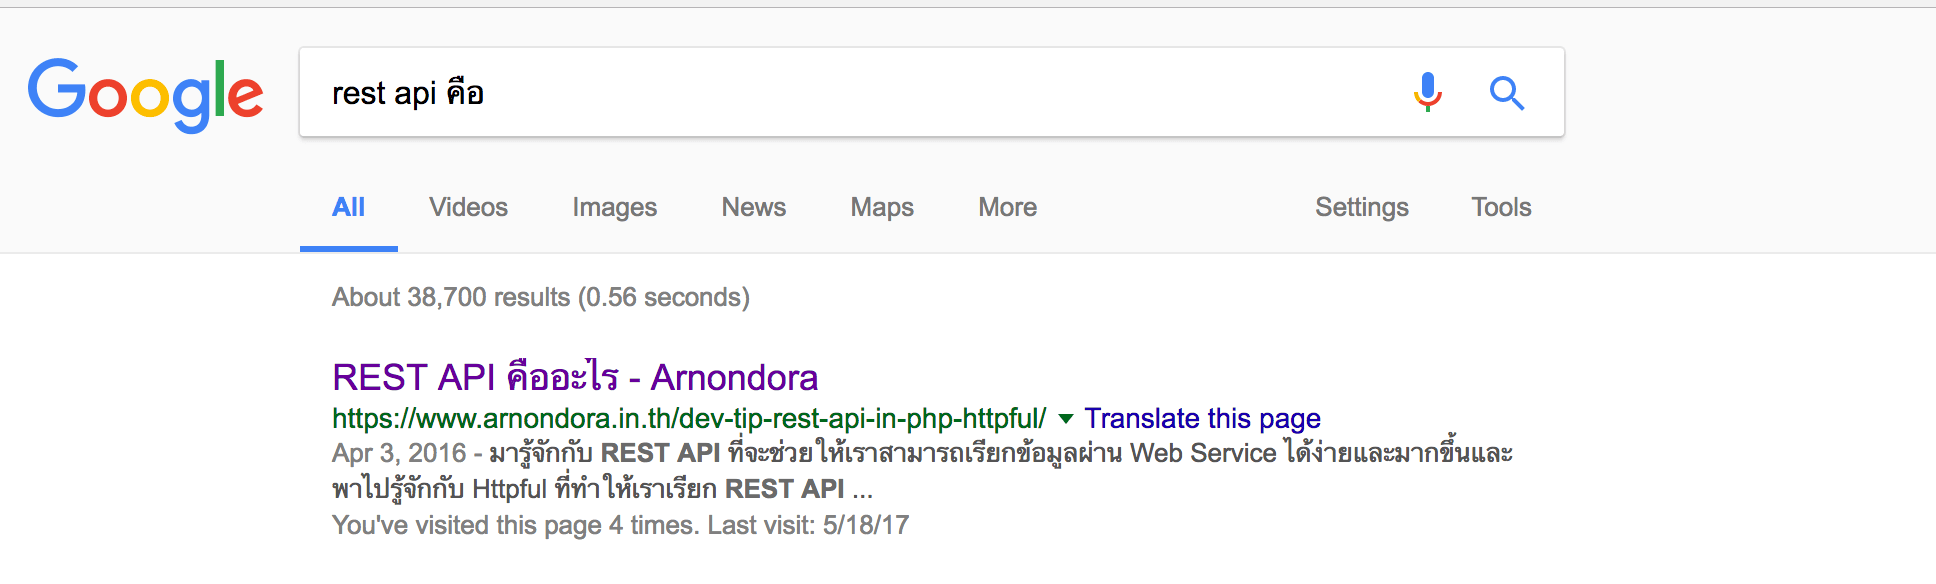 Google
rest api คือ
All Videos Images News Maps More Settings Tools
About 38,700 results (0.56 seconds)
REST API คืออะไร - Arnondora
https://www.arnondora.in.th/dev-tip-rest-api-in-php-httpful/ Translate this page
Apr 3, 2016 - มารู้จักกับ REST API ที่จะช่วยให้เราสามารถเรียกข้อมูลผ่าน Web Service ได้ง่ายและมากขึ้นและ
พาไปรู้จักกับ Httpful ที่ทำให้เราเรียก REST API ...
You've visited this page 4 times. Last visit: 5/18/17